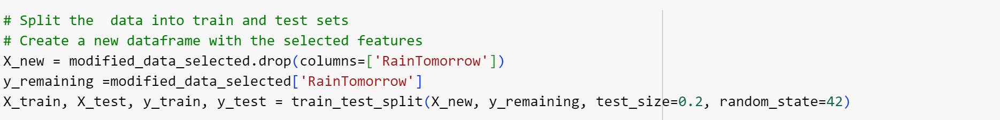 # Split the  data into train and test sets
# Create a new dataframe with the selected features
X_new = modified_data_selected.drop(columns=['RainTomorrow'])
y_remaining =modified_data_selected['RainTomorrow']
X_train, X_test, y_train, y_test = train_test_split(X_new, y_remaining, test_size=0.2, random_state=42)